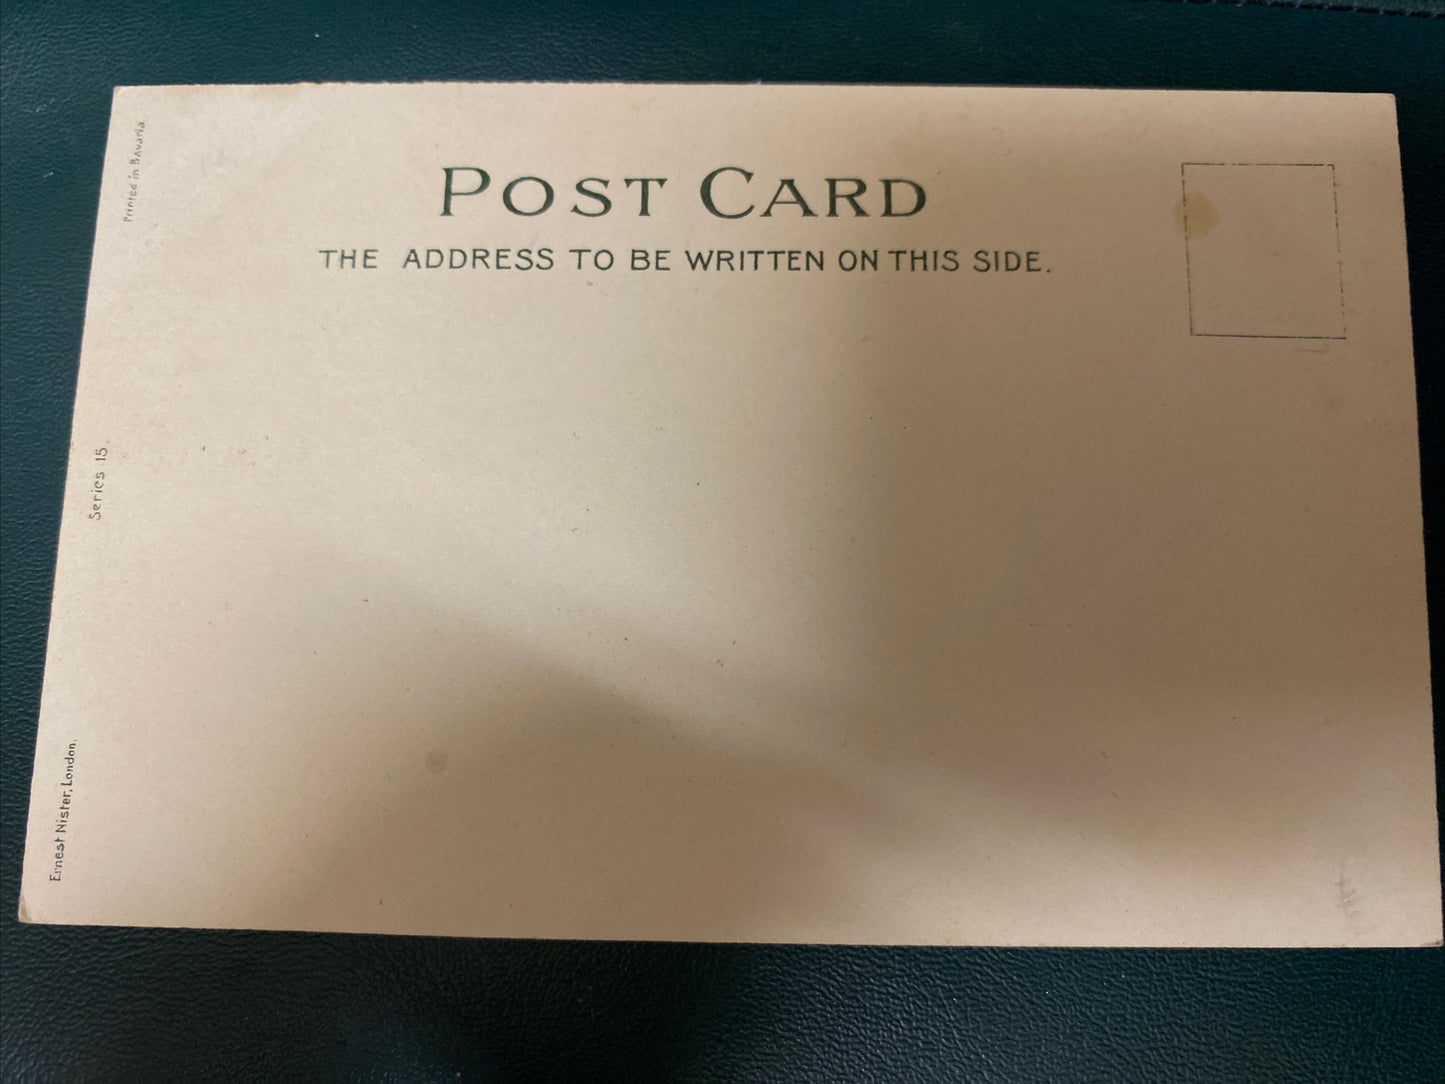 POST CARD
THE ADDRESS TO BE WRITTEN ON THIS SIDE.
Printed in Bavaria
Series 15.
Ernest Nister, London.